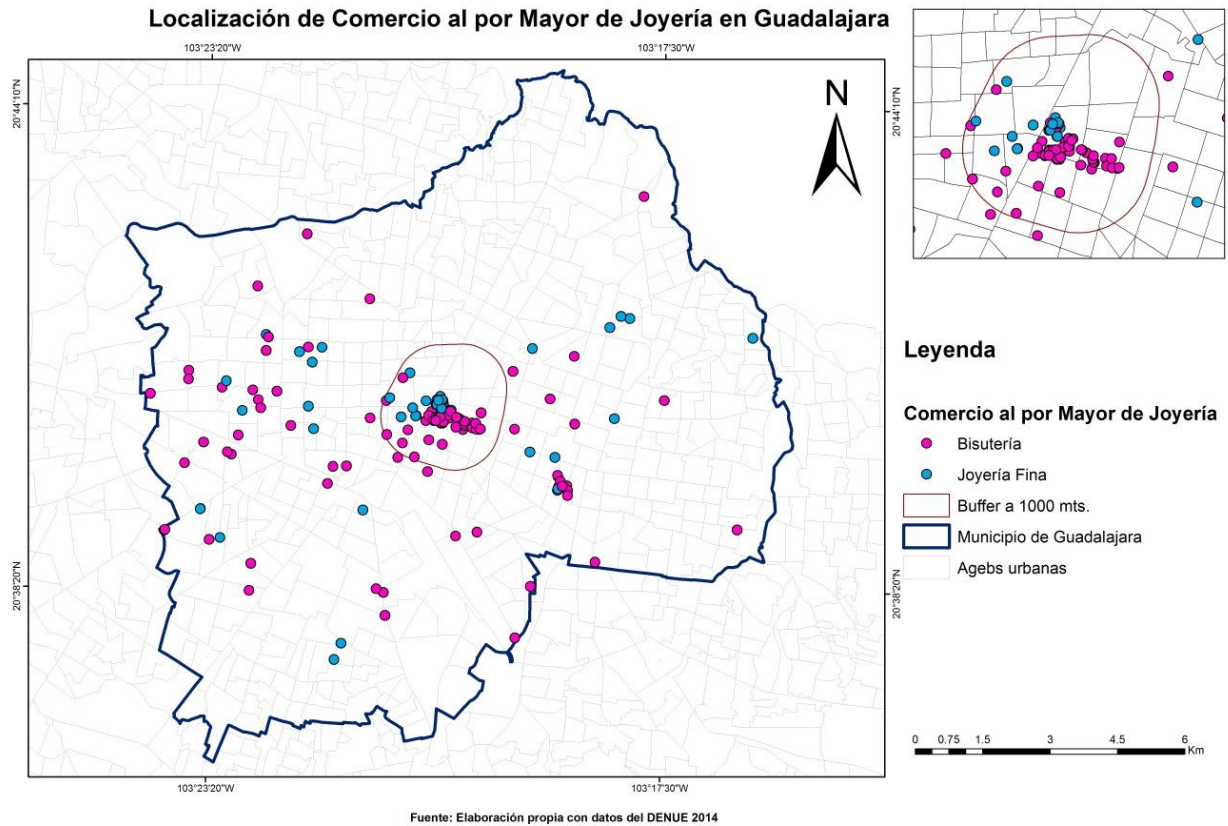 Localización de Comercio al por Mayor de Joyería en Guadalajara
103°23'20"W
103°17'30"W
20°44'10"N
20°44'10"N
N
Leyenda
Comercio al por Mayor de Joyería
Bisutería
Joyería Fina
Buffer a 1000 mts.
Municipio de Guadalajara
Agebs urbanas
20°38'20"N
20°38'20"N
0 0.75 1.5 3 4.5 6
Km
103°23'20"W
103°17'30"W
Fuente: Elaboración propia con datos del DENUE 2014